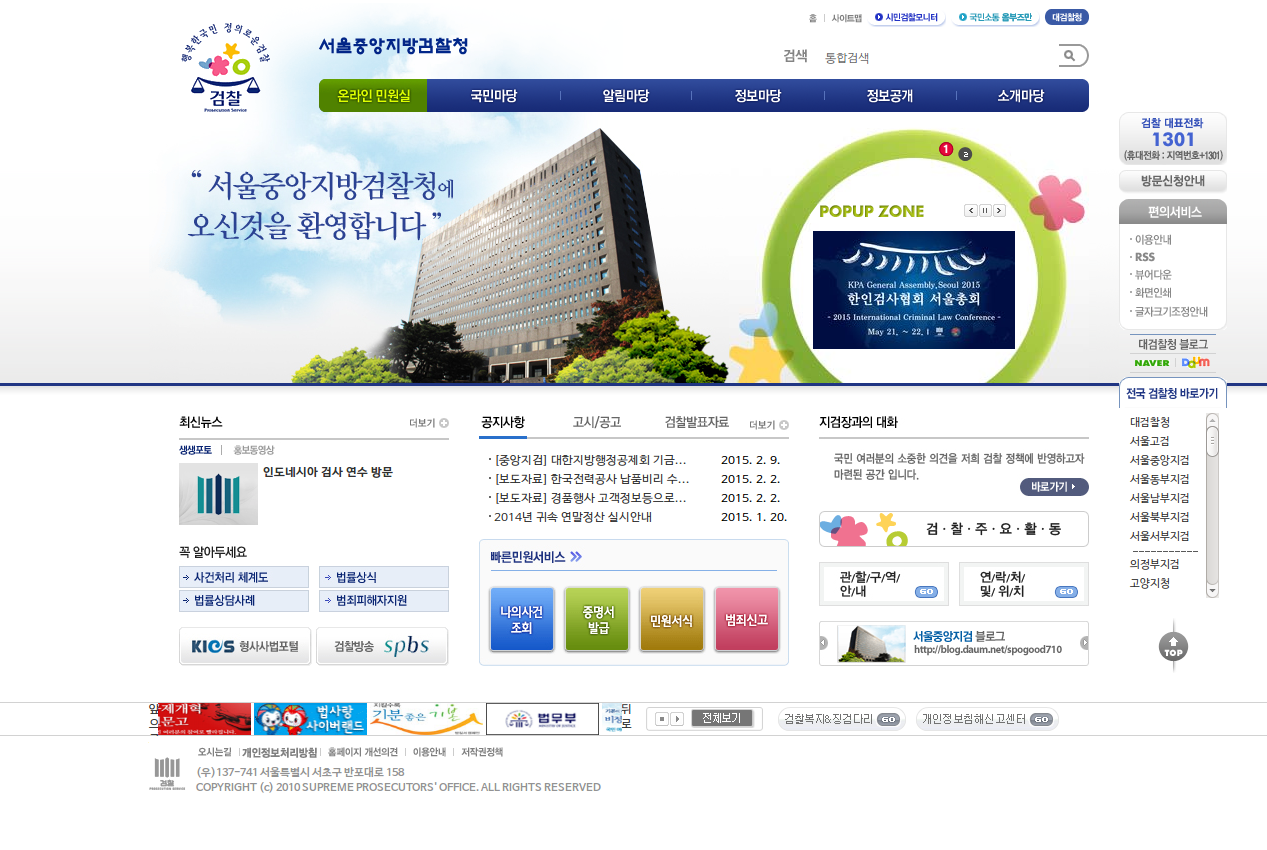 행복한국민 정의로운검찰
검찰
Prosecution Service
서울중앙지방검찰청
홈
사이트맵
시민검찰모니터
국민소통 옴부즈만
대검찰청
검색
통합검색
온라인 민원실
국민마당
알림마당
정보마당
정보공개
소개마당
“ 서울중앙지방검찰청에
오신것을 환영합니다 ”
1
2
POPUP ZONE
KPA General Assembly, Seoul 2015
한인검사협회 서울총회
- 2015 International Criminal Law Conference -
May 21. ~ 22.
검찰 대표전화
1301
(휴대전화 : 지역번호+1301)
방문신청안내
편의서비스
이용안내
RSS
뷰어다운
화면인쇄
글자크기조정안내
대검찰청 블로그
NAVER
Daum
전국 검찰청 바로가기
대검찰청
서울고검
서울중앙지검
서울동부지검
서울남부지검
서울북부지검
서울서부지검
------------
의정부지검
고양지청
TOP
최신뉴스
더보기
생생포토
홍보동영상
인도네시아 검사 연수 방문
꼭 알아두세요
사건처리 체계도
법률상식
법률상담사례
범죄피해자지원
KICS 형사사법포털
검찰방송 spbs
공지사항
고시/공고
검찰발표자료
더보기
· [중앙지검] 대한지방행정공제회 기금... 2015. 2. 9.
· [보도자료] 한국전력공사 납품비리 수... 2015. 2. 2.
· [보도자료] 경품행사 고객정보등으로... 2015. 2. 2.
· 2014년 귀속 연말정산 실시안내 2015. 1. 20.
빠른민원서비스
나의사건
조회
증명서
발급
민원서식
범죄신고
지검장과의 대화
국민 여러분의 소중한 의견을 저희 검찰 정책에 반영하고자
마련된 공간 입니다.
바로가기
검·찰·주·요·활·동
관/할/구/역/
안/내
GO
연/락/처/
및/ 위/치
GO
서울중앙지검 블로그
http://blog.daum.net/spogood710
앞
으
제개혁
문고
법사랑
사이버랜드
기분좋은
법무부
MINISTRY OF JUSTICE
뒤
로
전체보기
검찰복지&징검다리 GO
개인정보침해신고센터 GO
오시는길
개인정보처리방침
홈페이지 개선의견
이용안내
저작권정책
검찰
PROSECUTION SERVICE
(우)137-741 서울특별시 서초구 반포대로 158
COPYRIGHT (c) 2010 SUPREME PROSECUTORS' OFFICE. ALL RIGHTS RESERVED